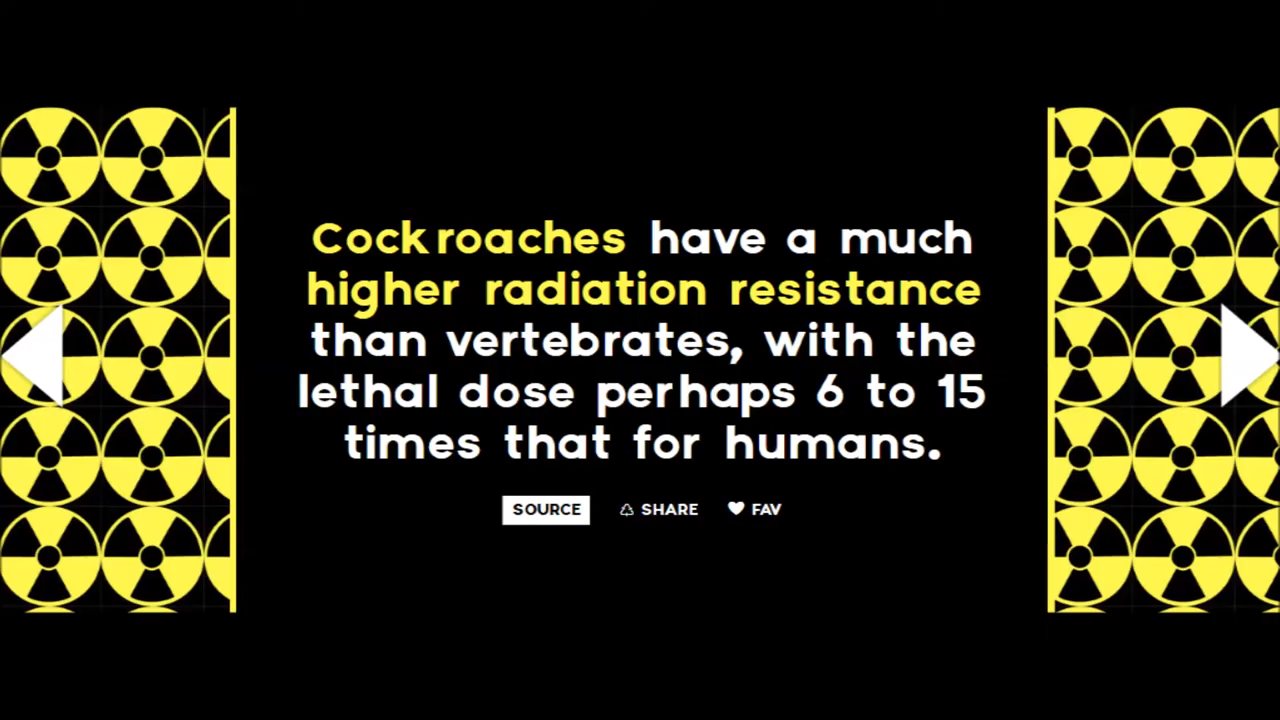 Cockroaches have a much
higher radiation resistance
than vertebrates, with the
lethal dose perhaps 6 to 15
times that for humans.
SOURCE SHARE FAV